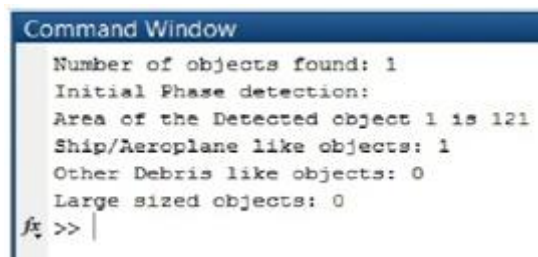 Command Window
Number of objects found: 1
Initial Phase detection:
Area of the Detected object 1 is 121
Ship/Aeroplane like objects: 1
Other Debris like objects: 0
Large sized objects: 0
fx >>